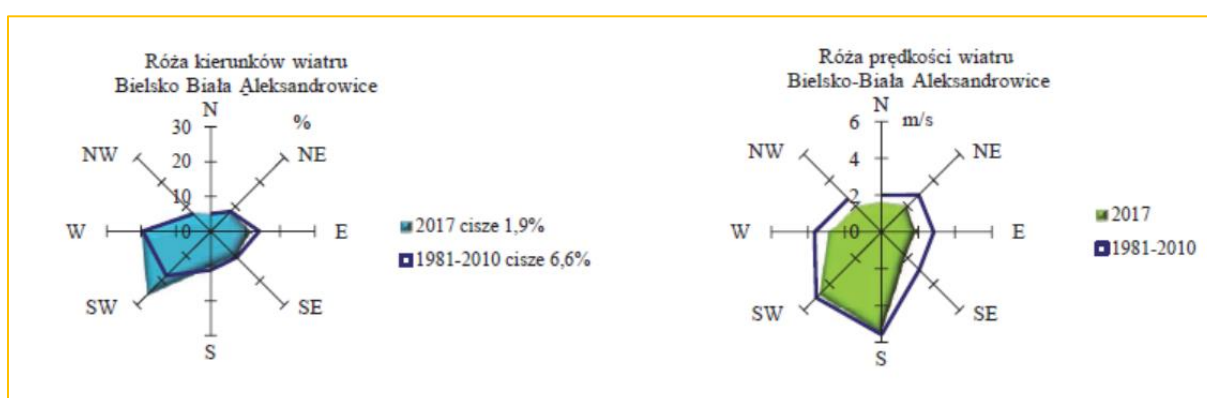 Róża kierunków wiatru
Bielsko Biała Aleksandrowice
N
30
%
NW
20
NE
10
W
0
E
SW
SE
S
2017 cisze 1,9%
1981-2010 cisze 6,6%
Róża prędkości wiatru
Bielsko-Biała Aleksandrowice
N
6
m/s
NW
4
NE
2
W
0
E
SW
SE
S
2017
1981-2010